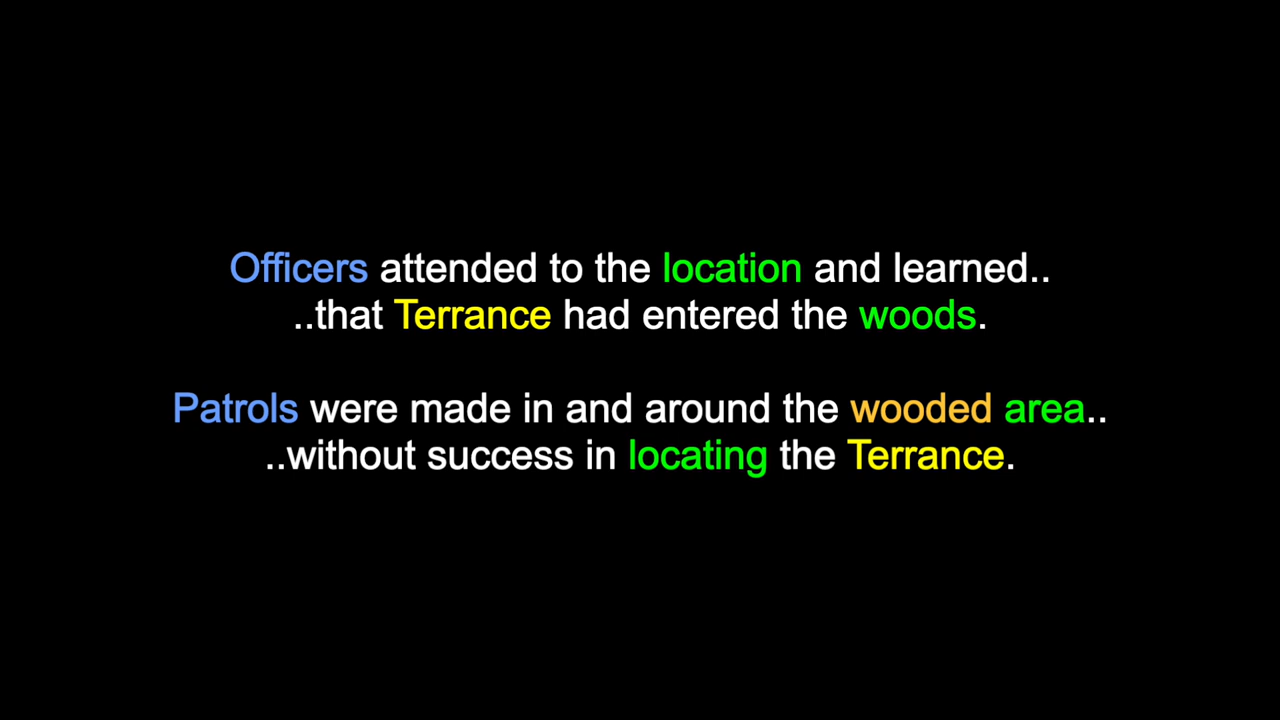 Officers attended to the location and learned..
..that Terrance had entered the woods.
Patrols were made in and around the wooded area..
..without success in locating the Terrance.